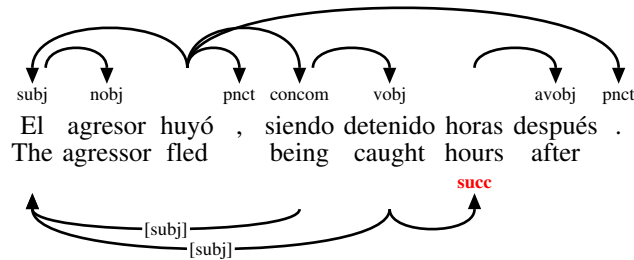 subj nobj pnct concom vobj avobj pnct
El agresor huyó , siendo detenido horas después .
The agressor fled being caught hours after
succ
[subj]
[subj]